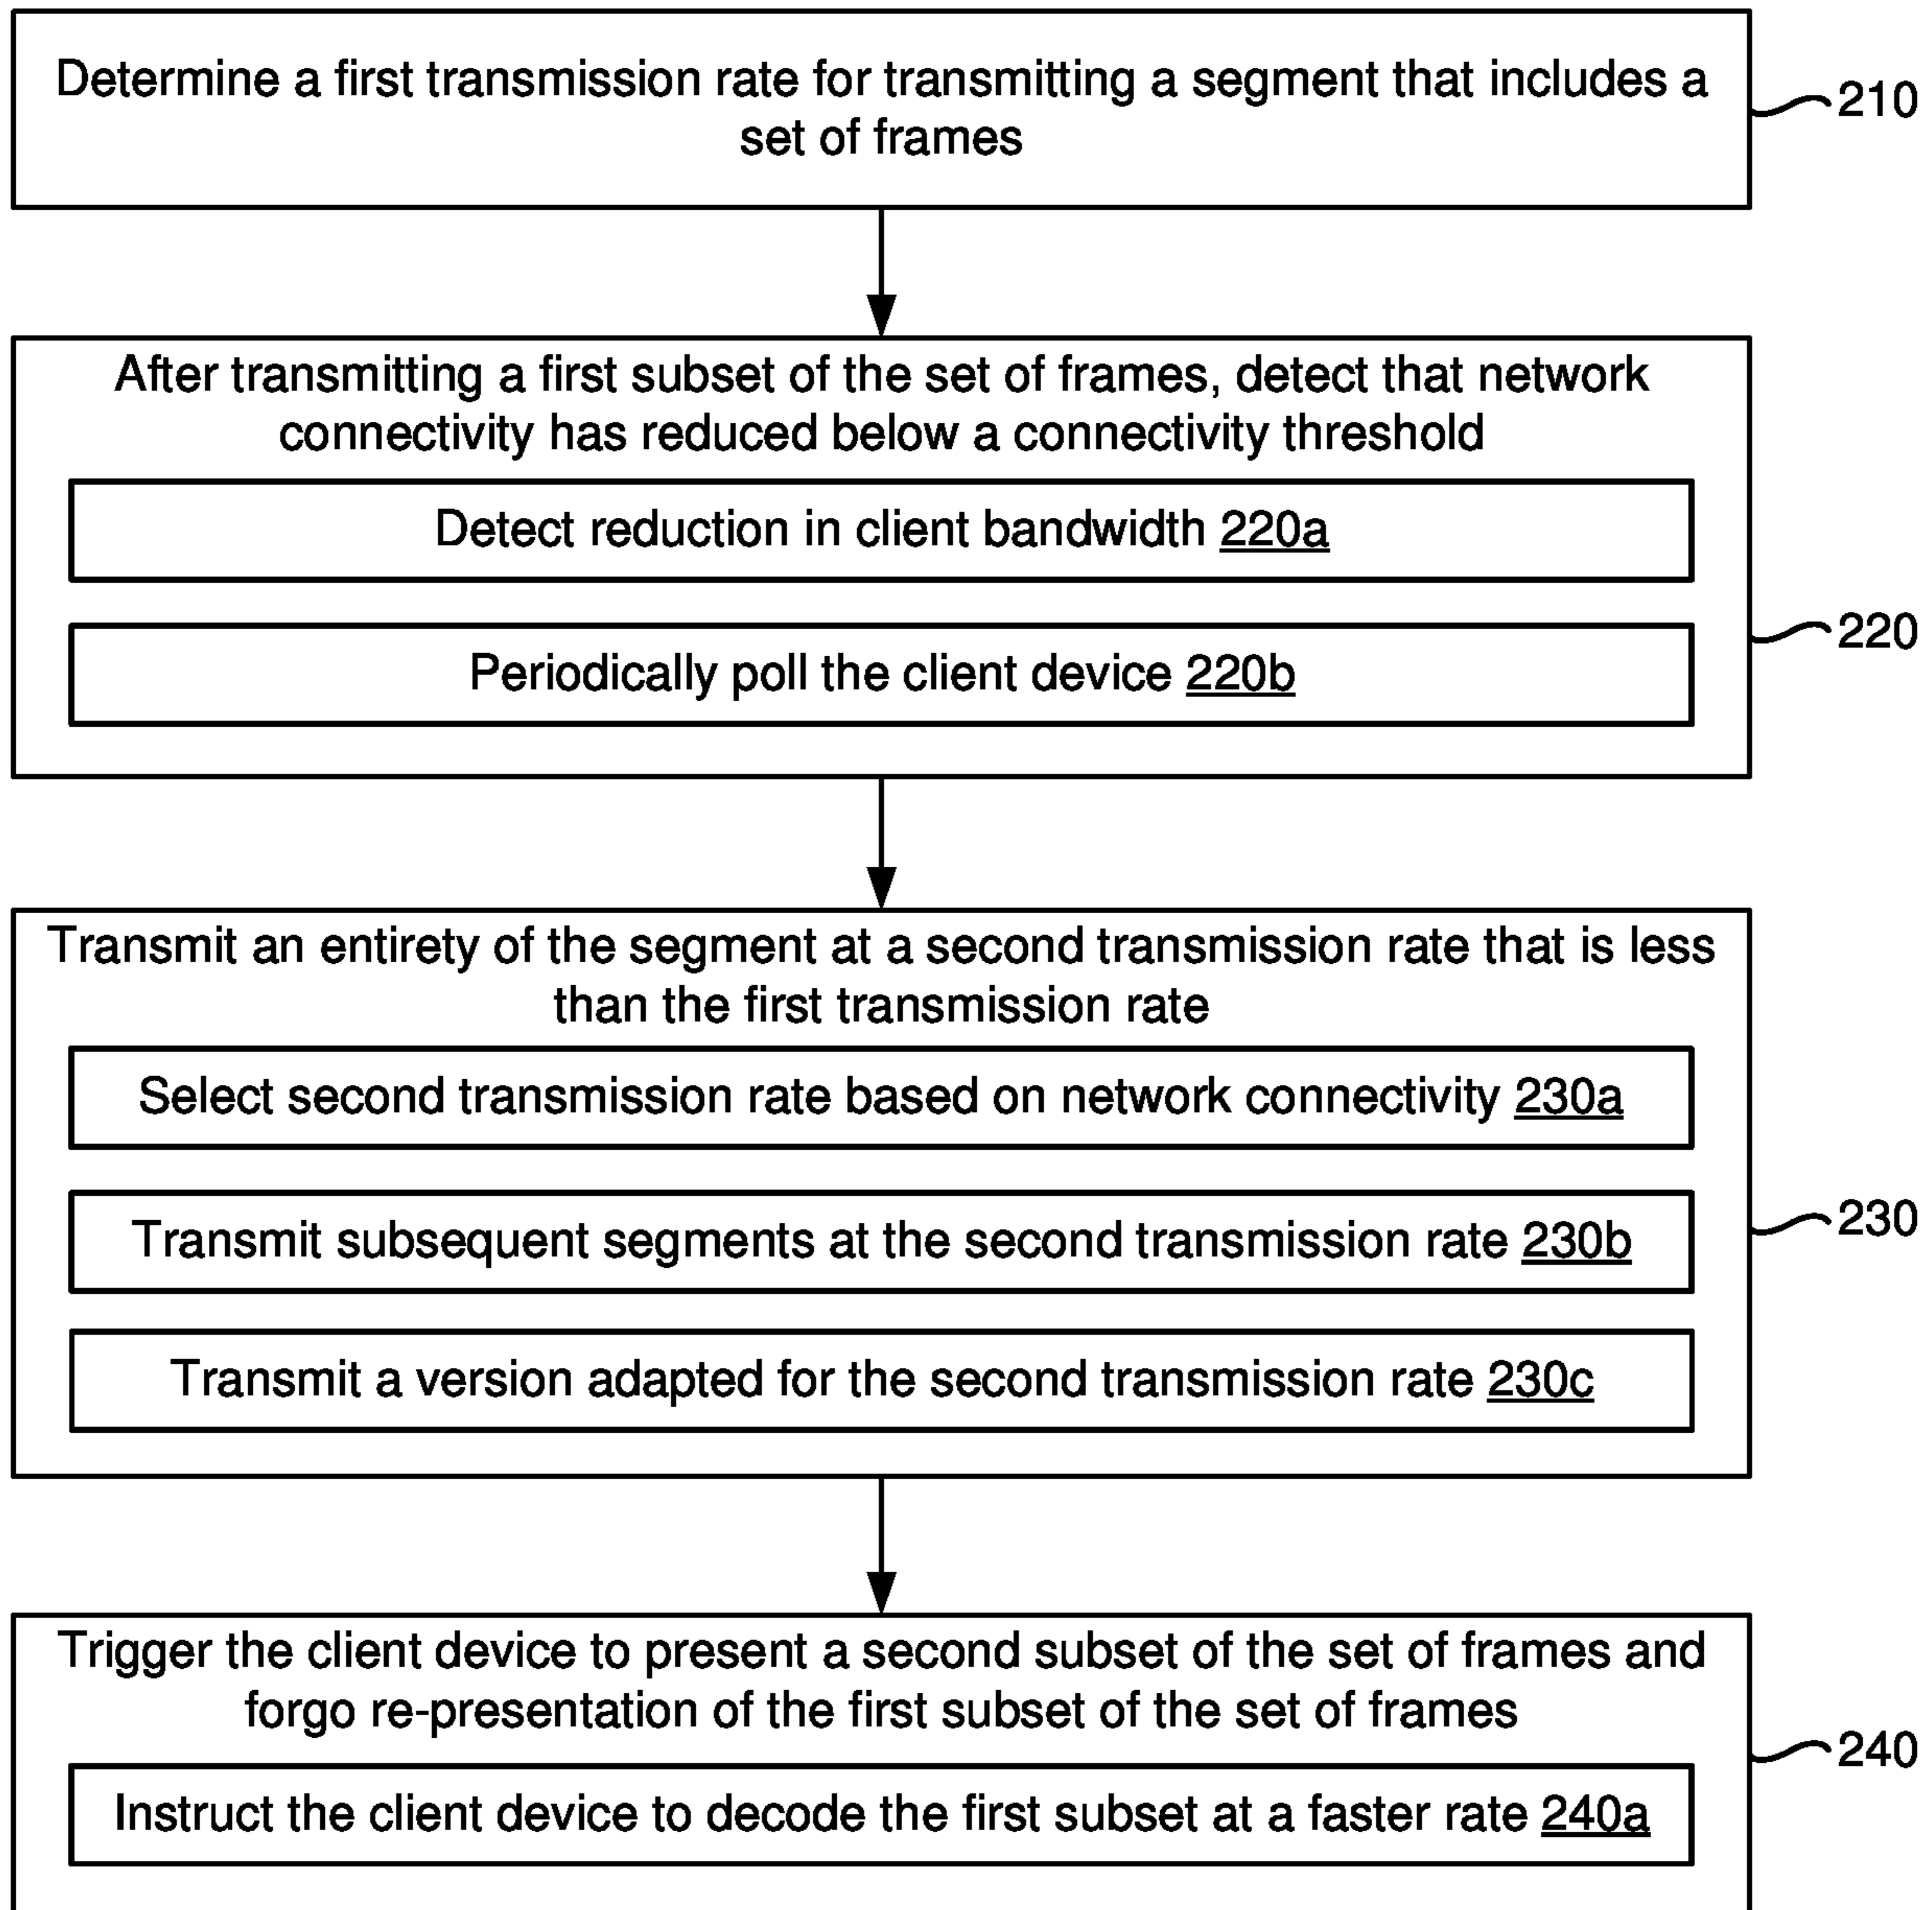 Determine a first transmission rate for transmitting a segment that includes a
set of frames
210
After transmitting a first subset of the set of frames, detect that network
connectivity has reduced below a connectivity threshold
Detect reduction in client bandwidth 220a
220
Periodically poll the client device 220b
Transmit an entirety of the segment at a second transmission rate that is less
than the first transmission rate
Select second transmission rate based on network connectivity 230a
Transmit subsequent segments at the second transmission rate 230b
230
Transmit a version adapted for the second transmission rate 230c
Trigger the client device to present a second subset of the set of frames and
forgo re-presentation of the first subset of the set of frames
240
Instruct the client device to decode the first subset at a faster rate 240a